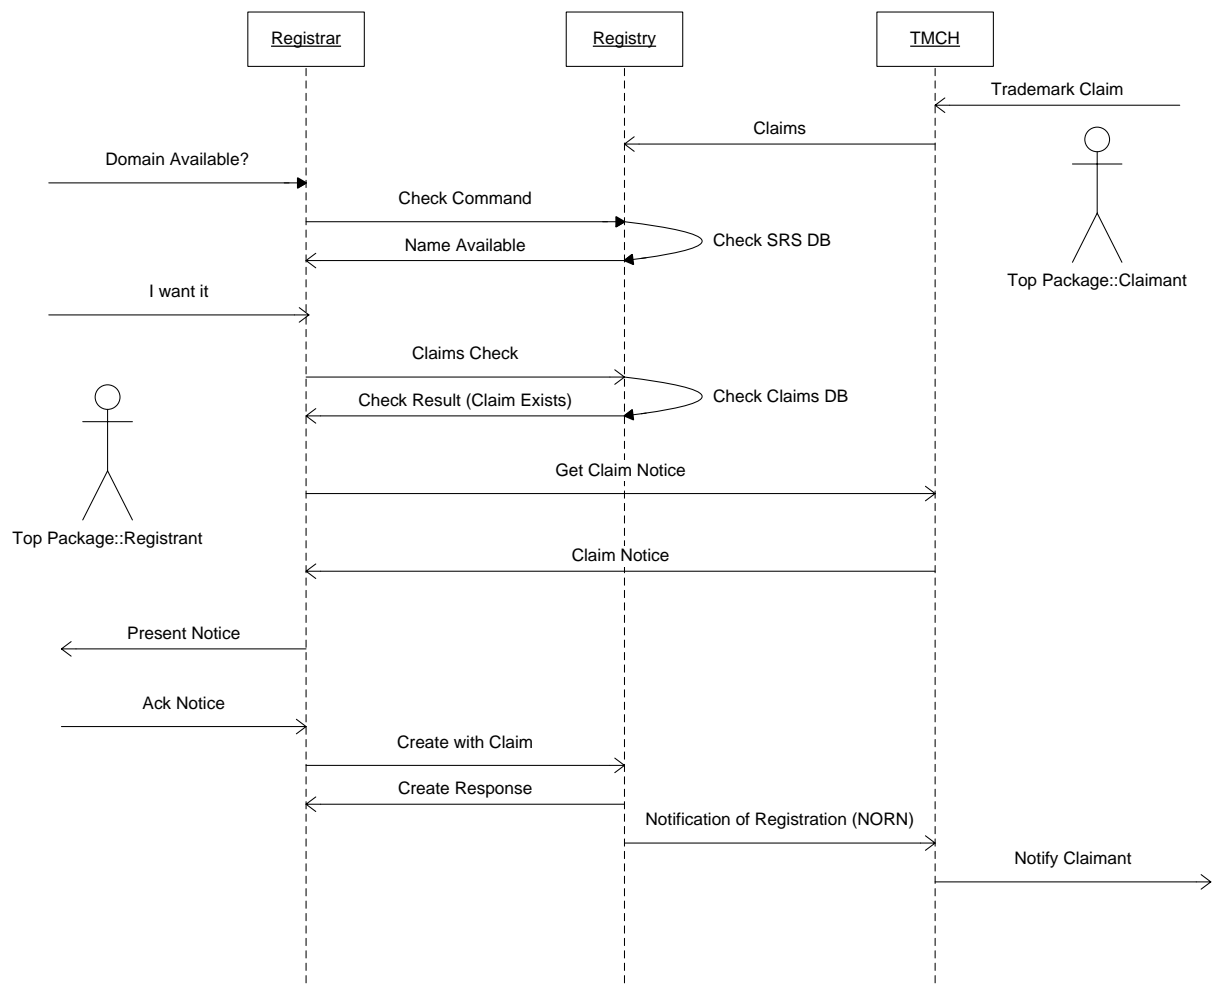 Registrar
Registry
TMCH
Trademark Claim
Claims
Domain Available?
Check Command
Check SRS DB
Name Available
Top Package::Claimant
I want it
Claims Check
Check Claims DB
Check Result (Claim Exists)
Get Claim Notice
Top Package::Registrant
Claim Notice
Present Notice
Ack Notice
Create with Claim
Create Response
Notification of Registration (NORN)
Notify Claimant